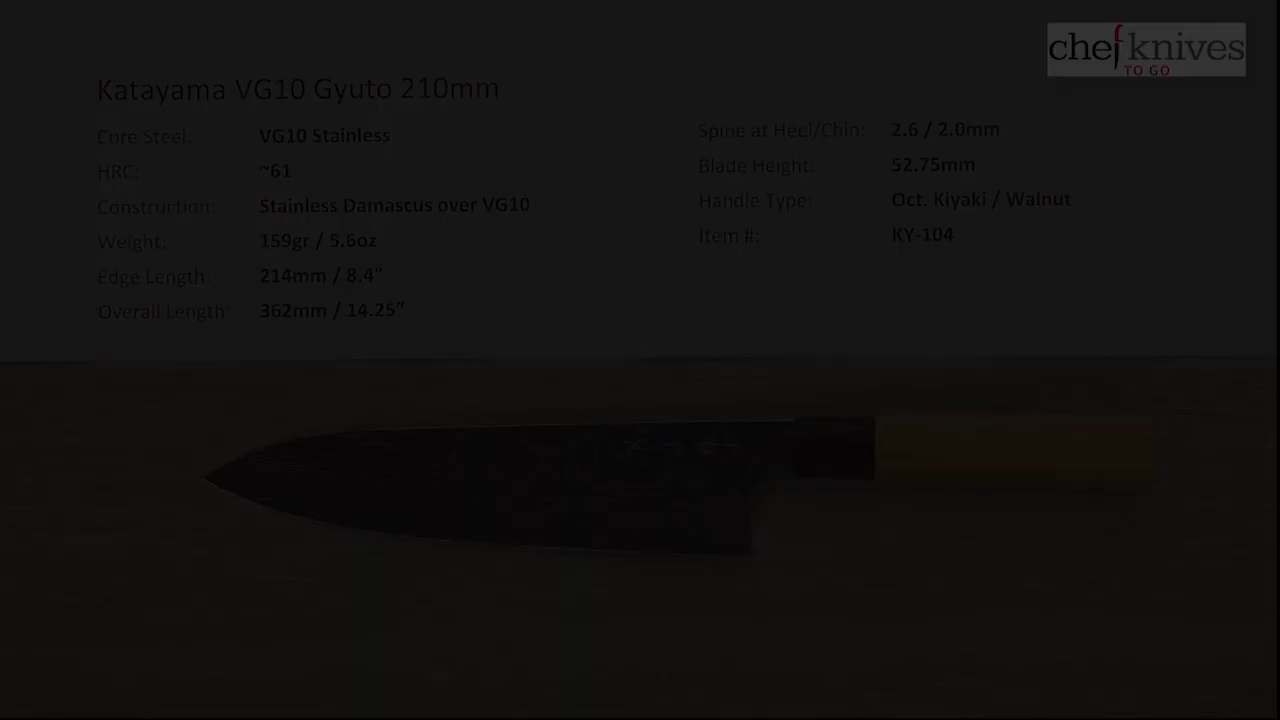 chef knives
TO GO
Katayama VG10 Gyuto 210mm
Core Steel: VG10 Stainless
HRC: ~61
Construction: Stainless Damascus over VG10
Weight: 159gr / 5.6oz
Edge Length: 214mm / 8.4”
Overall Length: 362mm / 14.25”
Spine at Heel/Chin: 2.6 / 2.0mm
Blade Height: 52.75mm
Handle Type: Oct. Kiyaki / Walnut
Item #: KY-104